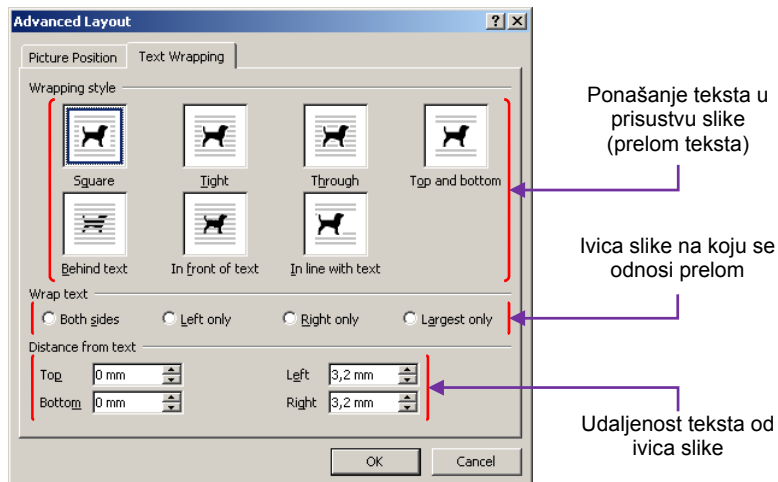 Advanced Layout
Picture Position Text Wrapping
Wrapping style
Square Tight Through Top and bottom
Behind text In front of text In line with text
Wrap text
Both sides Left only Right only Largest only
Distance from text
Top 0 mm Left 3,2 mm
Bottom 0 mm Right 3,2 mm
OK Cancel
Ponašanje teksta u
prisustvu slike
(prelom teksta)
Ivica slike na koju se
odnosi prelom
Udaljenost teksta od
ivica slike